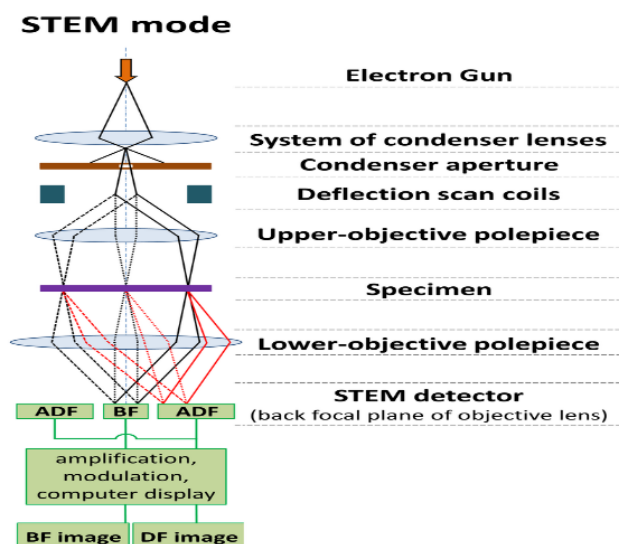 STEM mode
Electron Gun
System of condenser lenses
Condenser aperture
Deflection scan coils
Upper-objective polepiece
Specimen
Lower-objective polepiece
STEM detector
(back focal plane of objective lens)
ADF
BF
ADF
amplification,
modulation,
computer display
BF image
DF image